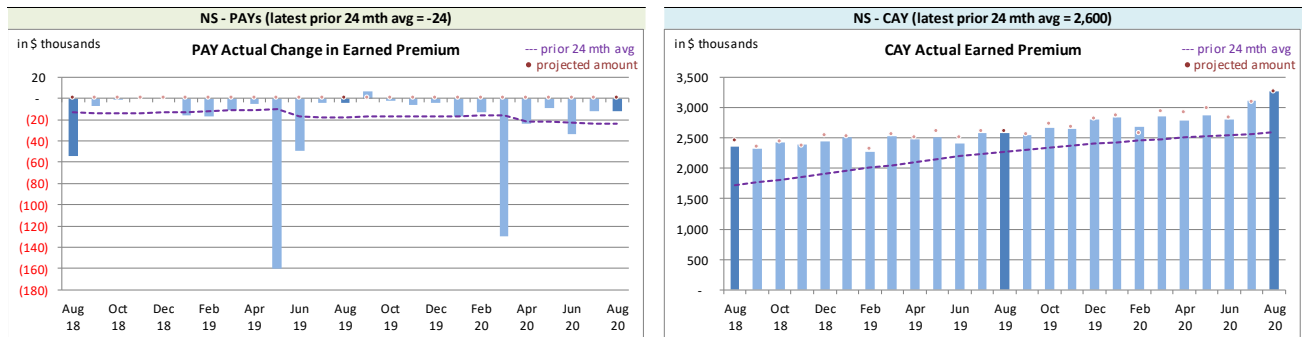 NS - PAYs (latest prior 24 mth avg = -24)
in $ thousands
PAY Actual Change in Earned Premium
--- prior 24 mth avg
• projected amount
20
-
(20)
(40)
(60)
(80)
(100)
(120)
(140)
(160)
(180)
Aug Oct Dec Feb Apr Jun Aug Oct Dec Feb Apr Jun Aug
18 18 18 19 19 19 19 19 19 20 20 20 20
NS - CAY (latest prior 24 mth avg = 2,600)
in $ thousands
CAY Actual Earned Premium
--- prior 24 mth avg
• projected amount
3,500
3,000
2,500
2,000
1,500
1,000
500
-
Aug Oct Dec Feb Apr Jun Aug Oct Dec Feb Apr Jun Aug
18 18 18 19 19 19 19 19 19 20 20 20 20